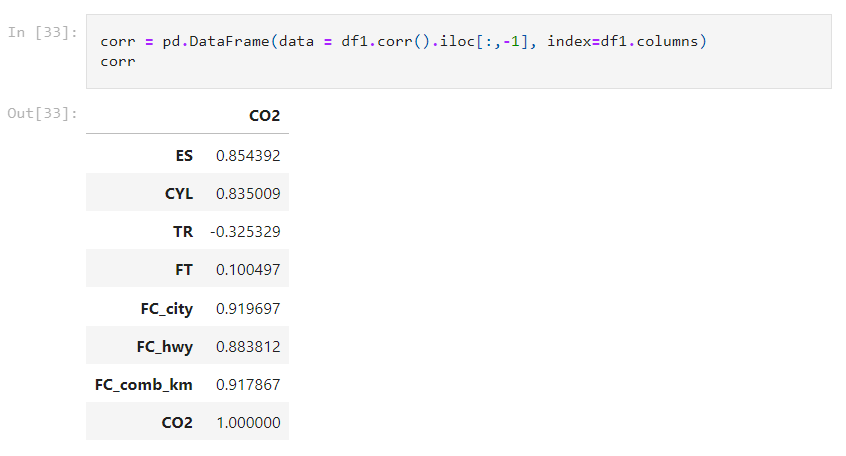 In [33]:
corr = pd.DataFrame(data = df1.corr().iloc[:,-1], index=df1.columns)
corr
Out[33]:
CO2
ES 0.854392
CYL 0.835009
TR -0.325329
FT 0.100497
FC_city 0.919697
FC_hwy 0.883812
FC_comb_km 0.917867
CO2 1.000000